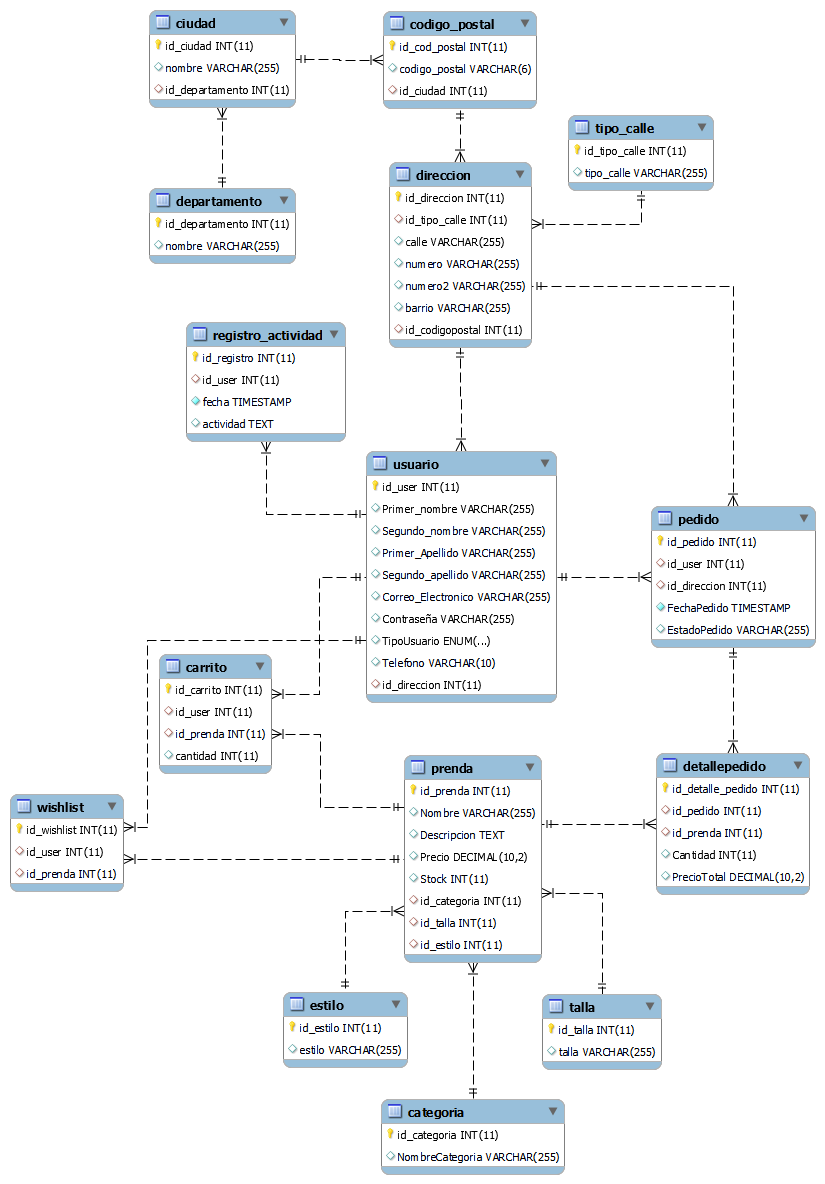 ciudad
id_ciudad INT(11)
nombre VARCHAR(255)
id_departamento INT(11)
codigo_postal
id_cod_postal INT(11)
codigo_postal VARCHAR(6)
id_ciudad INT(11)
tipo_calle
id_tipo_calle INT(11)
tipo_calle VARCHAR(255)
departamento
id_departamento INT(11)
nombre VARCHAR(255)
direccion
id_direccion INT(11)
id_tipo_calle INT(11)
calle VARCHAR(255)
numero VARCHAR(255)
numero2 VARCHAR(255)
barrio VARCHAR(255)
id_codigopostal INT(11)
registro_actividad
id_registro INT(11)
id_user INT(11)
fecha TIMESTAMP
actividad TEXT
usuario
id_user INT(11)
Primer_nombre VARCHAR(255)
Segundo_nombre VARCHAR(255)
Primer_Apellido VARCHAR(255)
Segundo_apellido VARCHAR(255)
Correo_Electronico VARCHAR(255)
Contraseña VARCHAR(255)
TipoUsuario ENUM(...)
Telefono VARCHAR(10)
id_direccion INT(11)
pedido
id_pedido INT(11)
id_user INT(11)
id_direccion INT(11)
FechaPedido TIMESTAMP
EstadoPedido VARCHAR(255)
carrito
id_carrito INT(11)
id_user INT(11)
id_prenda INT(11)
cantidad INT(11)
wishlist
id_wishlist INT(11)
id_user INT(11)
id_prenda INT(11)
prenda
id_prenda INT(11)
Nombre VARCHAR(255)
Descripcion TEXT
Precio DECIMAL(10,2)
Stock INT(11)
id_categoria INT(11)
id_talla INT(11)
id_estilo INT(11)
detallepedido
id_detalle_pedido INT(11)
id_pedido INT(11)
id_prenda INT(11)
Cantidad INT(11)
PrecioTotal DECIMAL(10,2)
estilo
id_estilo INT(11)
estilo VARCHAR(255)
talla
id_talla INT(11)
talla VARCHAR(255)
categoria
id_categoria INT(11)
NombreCategoria VARCHAR(255)